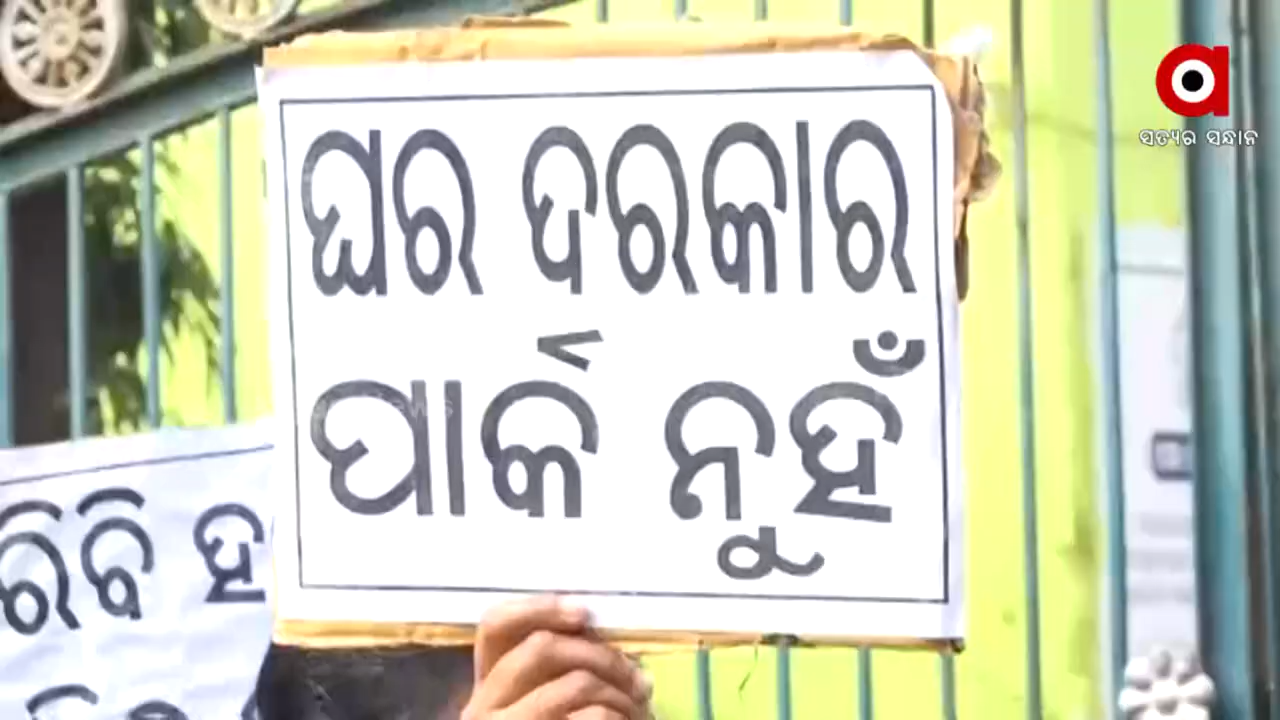 ସତ୍ୟର ସନ୍ଧାନ
ଘର ଦରକାର
ପାର୍କ ନୁହଁ